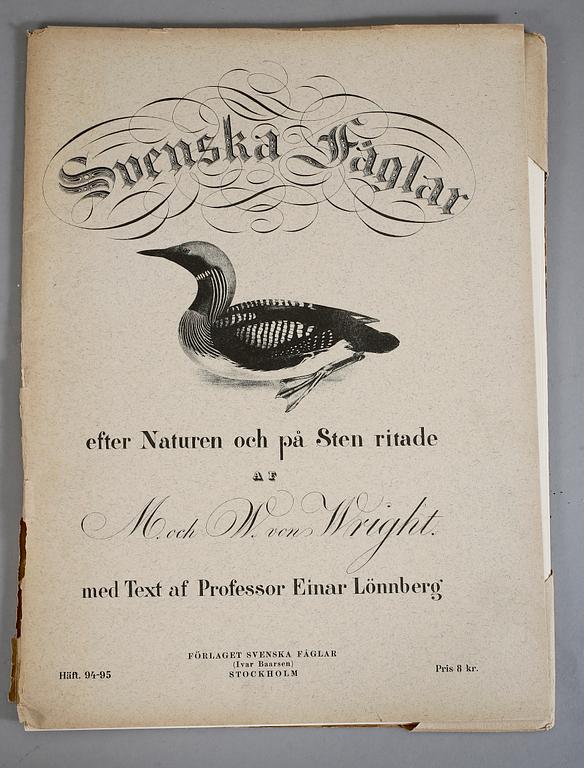 Svenska Fåglar
efter Naturen och på Sten ritade
AF
M. och W. von Wright.
med Text af Professor Einar Lönnberg
FÖRLAGET SVENSKA FÅGLAR
(Ivar Baarsen)
STOCKHOLM
Häft. 94-95
Pris 8 kr.